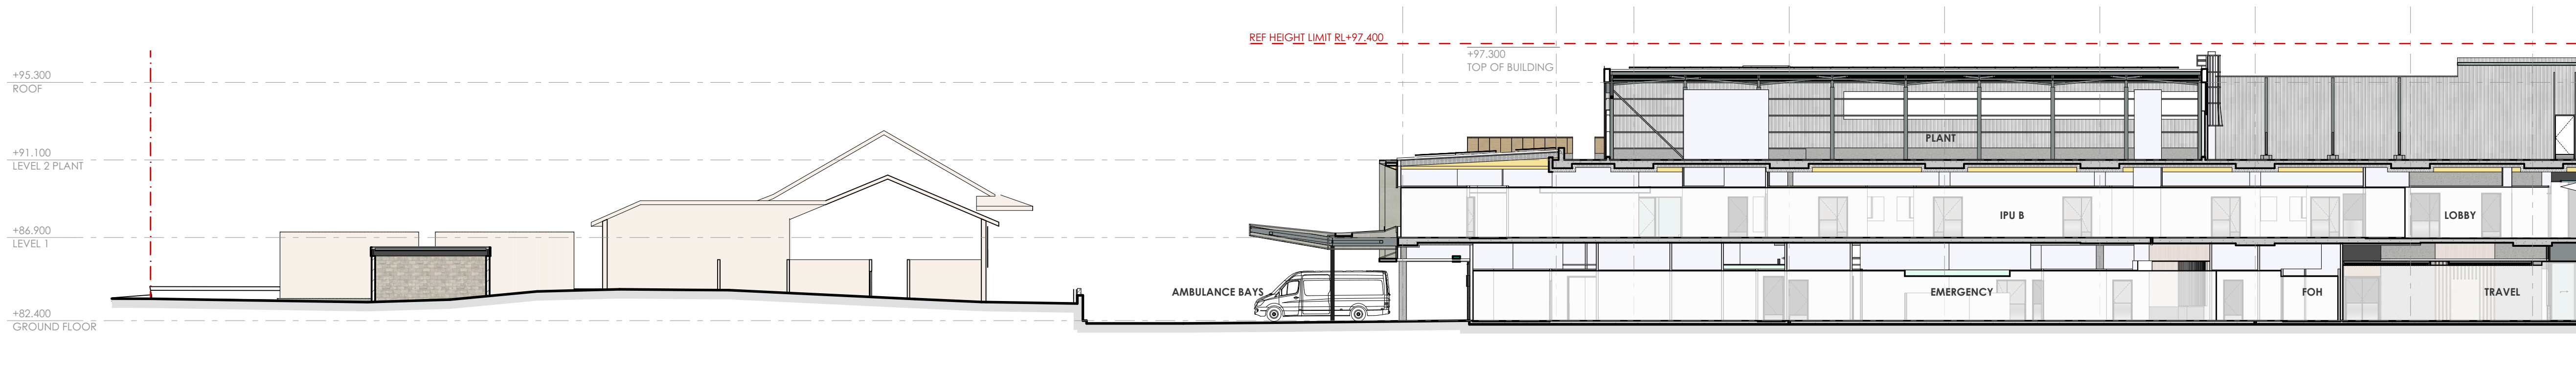 REF HEIGHT LIMIT RL+97.400
+97.300
TOP OF BUILDING
+95.300
ROOF
+91.100
LEVEL 2 PLANT
+86.900
LEVEL 1
+82.400
GROUND FLOOR
PLANT
IPU B
LOBBY
AMBULANCE BAYS
EMERGENCY
FOH
TRAVEL